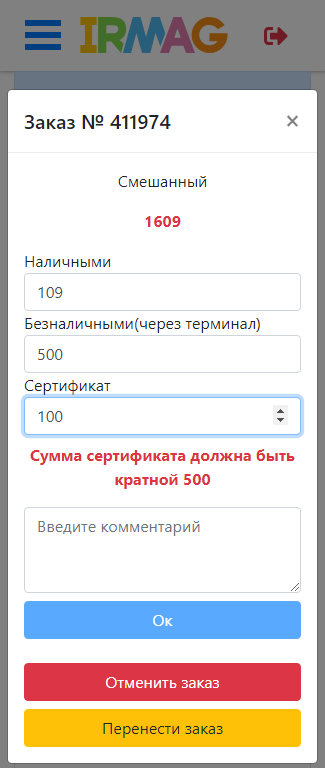 IRMAG
Заказ № 411974
×
Смешанный
1609
Наличными
109
Безналичными(через терминал)
500
Сертификат
100
Сумма сертификата должна быть
кратной 500
Введите комментарий
Ок
Отменить заказ
Перенести заказ